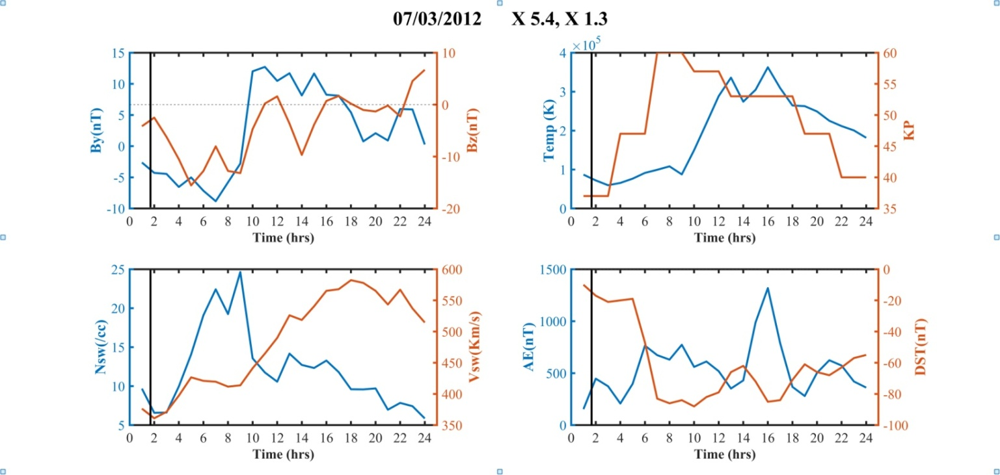 07/03/2012 X 5.4, X 1.3
15
10
5
0
-5
-10
By(nT)
10
0
-10
-20
Bz(nT)
0 2 4 6 8 10 12 14 16 18 20 22 24
Time (hrs)
×10^5
4
3
2
1
0
Temp (K)
60
55
50
45
40
35
KP
0 2 4 6 8 10 12 14 16 18 20 22 24
Time (hrs)
25
20
15
10
5
Nsw(/cc)
600
550
500
450
400
350
Vsw(Km/s)
0 2 4 6 8 10 12 14 16 18 20 22 24
Time (hrs)
1500
1000
500
0
AE(nT)
0
-20
-40
-60
-80
-100
DST(nT)
0 2 4 6 8 10 12 14 16 18 20 22 24
Time (hrs)